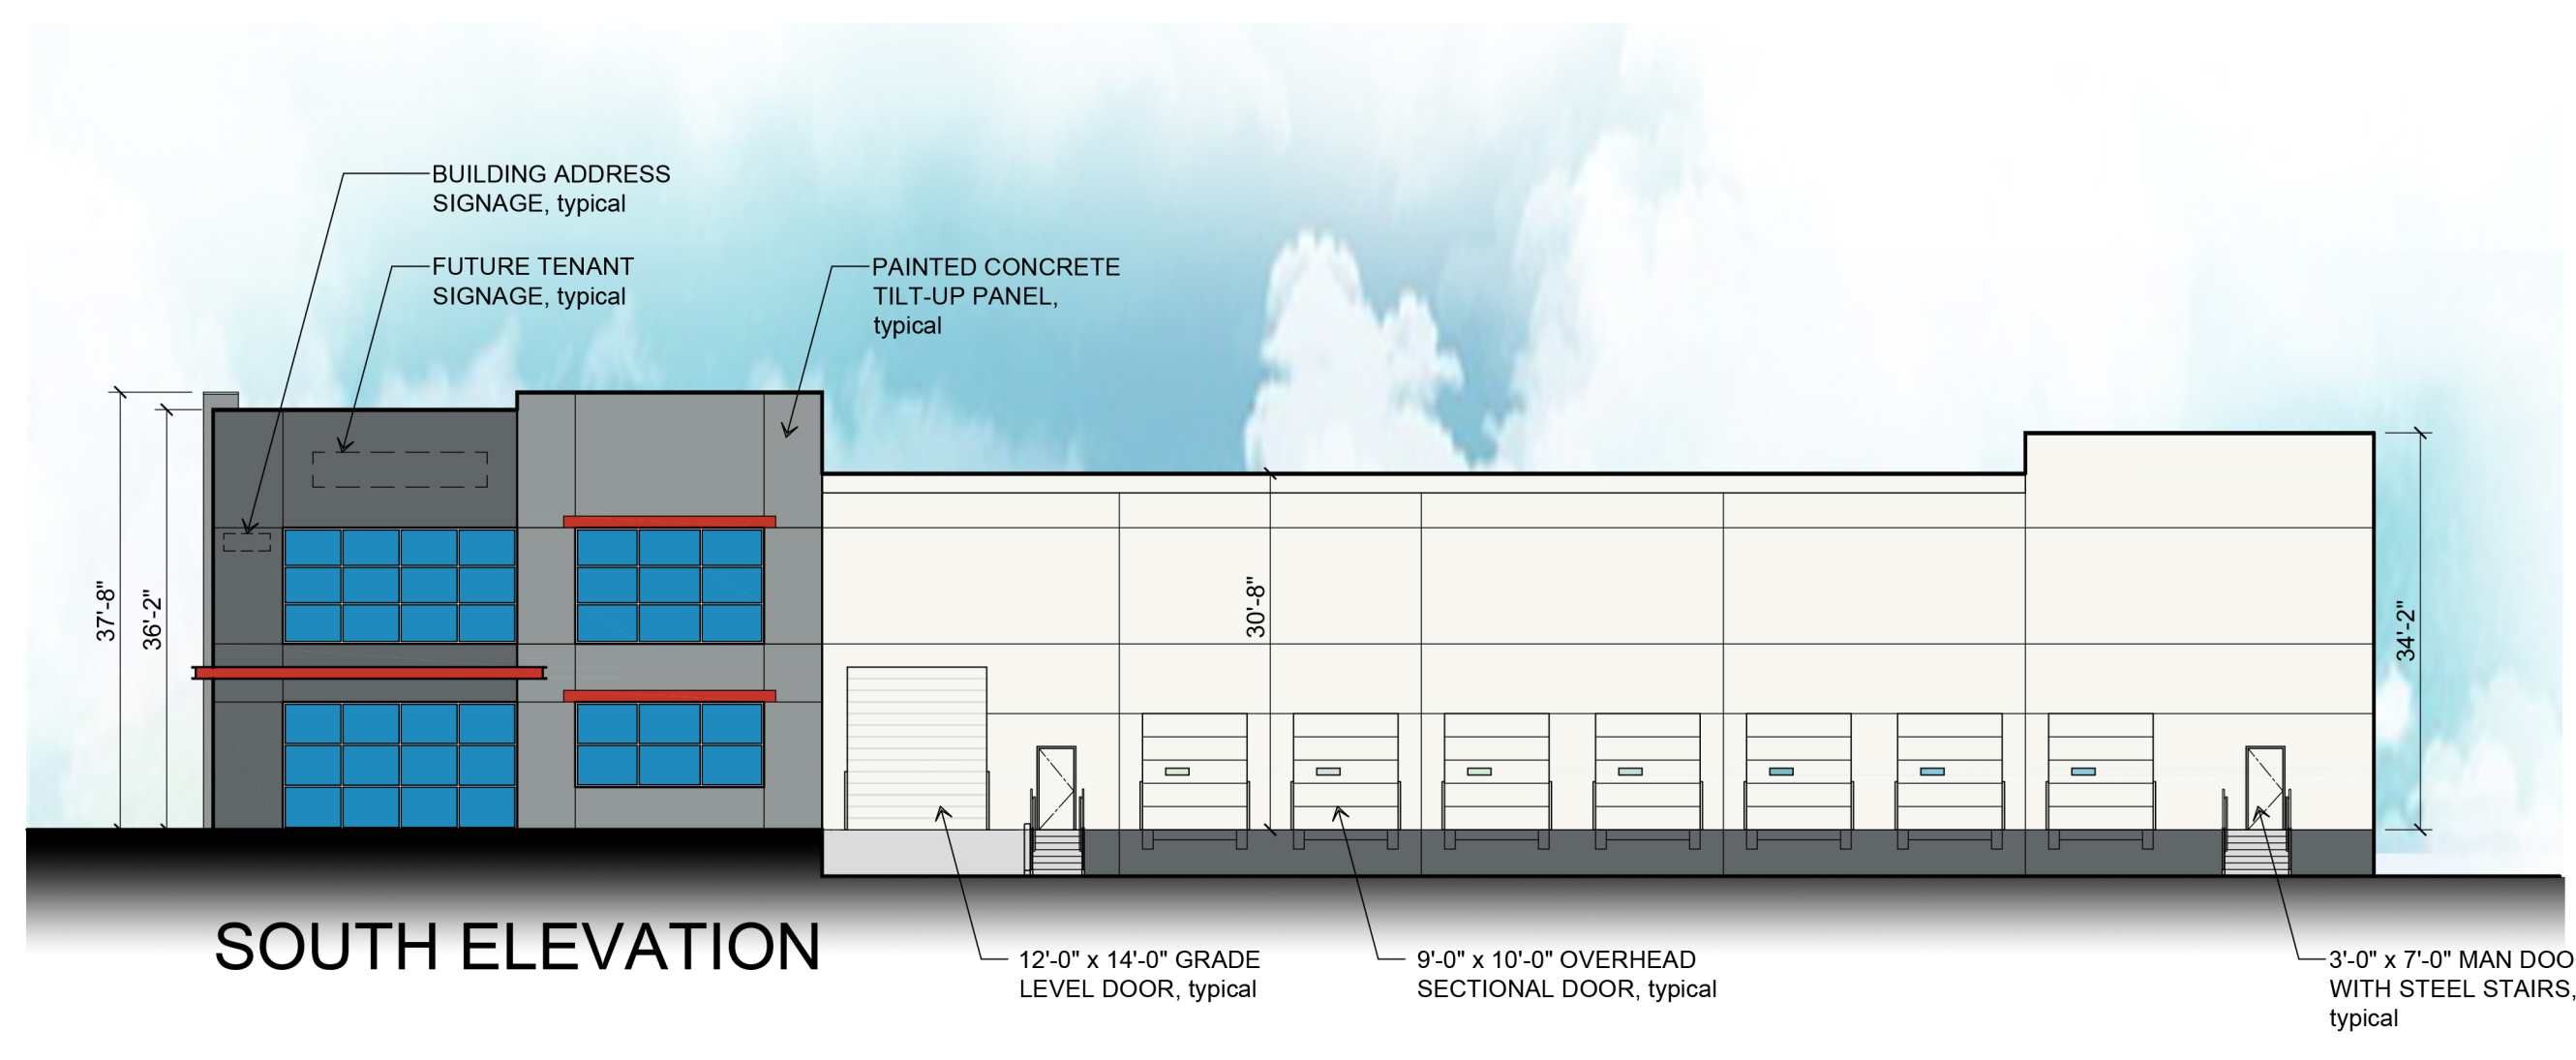 BUILDING ADDRESS
SIGNAGE, typical
FUTURE TENANT
SIGNAGE, typical
PAINTED CONCRETE
TILT-UP PANEL,
typical
37'-8"
36'-2"
30'-8"
34'-2"
SOUTH ELEVATION
12'-0" x 14'-0" GRADE
LEVEL DOOR, typical
9'-0" x 10'-0" OVERHEAD
SECTIONAL DOOR, typical
3'-0" x 7'-0" MAN DOO
WITH STEEL STAIRS,
typical